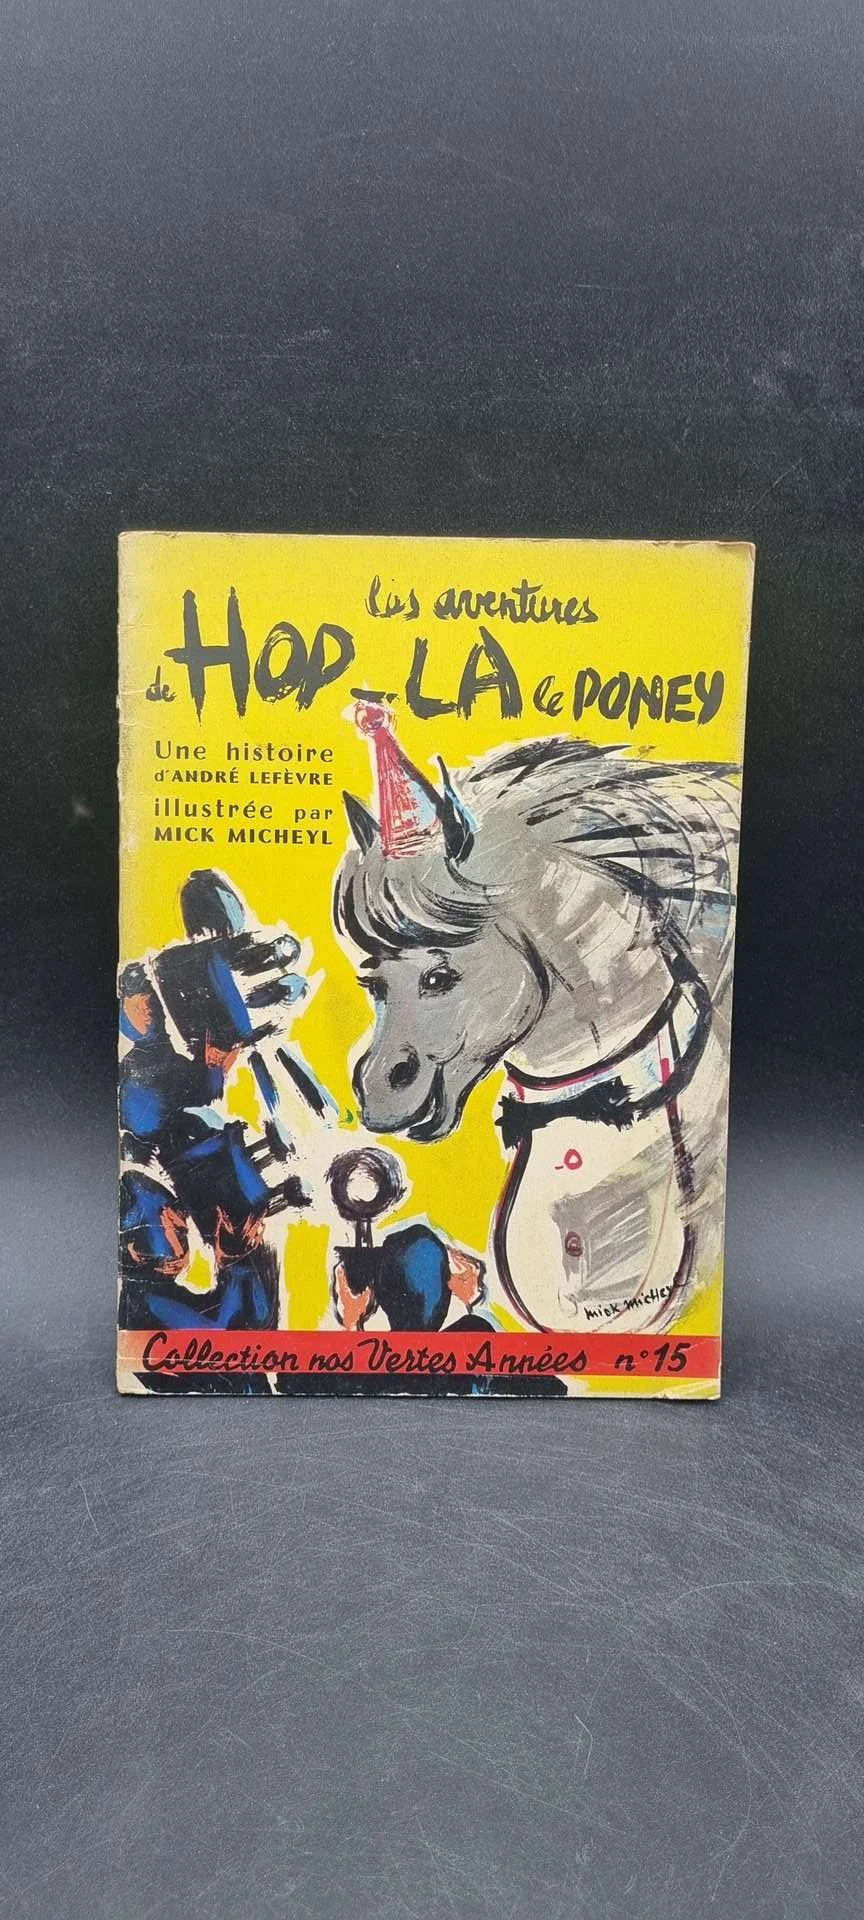 les aventures
de HOP-LA le PONEY
Une histoire
d'ANDRÉ LEFÈVRE
illustrée par
MICK MICHEYL
mick micheyl
Collection nos Vertes Années n°15